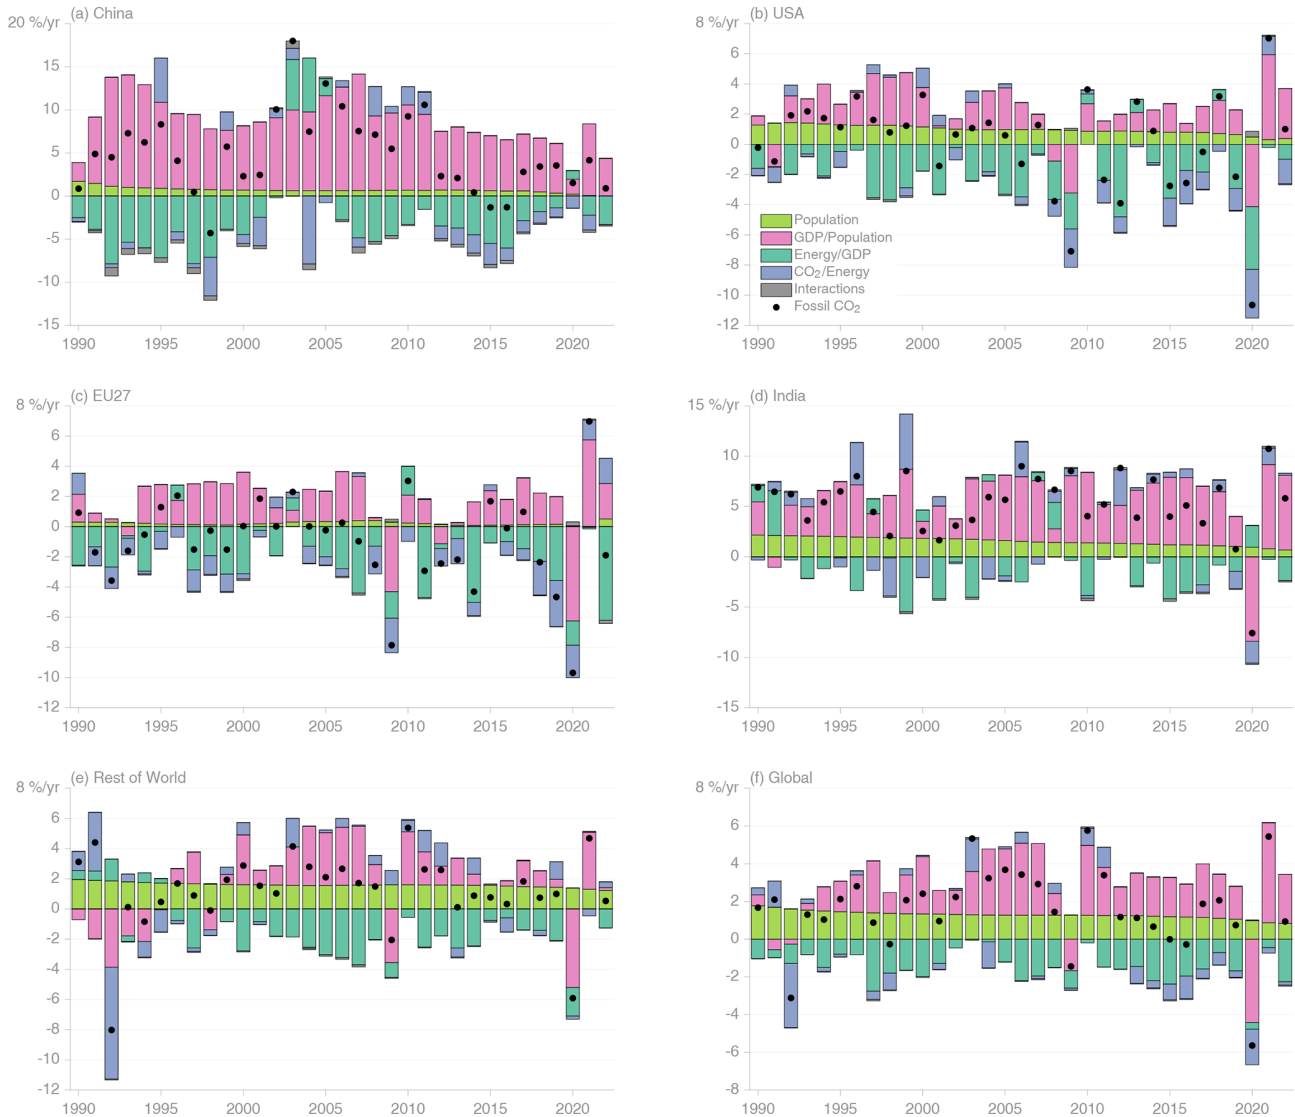 (a) China
20 %/yr
15
10
5
0
-5
-10
-15
1990 1995 2000 2005 2010 2015 2020
(b) USA
8 %/yr
6
4
2
0
-2
-4
-6
-8
-10
-12
Population
GDP/Population
Energy/GDP
CO₂/Energy
Interactions
Fossil CO₂
1990 1995 2000 2005 2010 2015 2020
(c) EU27
8 %/yr
6
4
2
0
-2
-4
-6
-8
-10
-12
1990 1995 2000 2005 2010 2015 2020
(d) India
15 %/yr
10
5
0
-5
-10
-15
1990 1995 2000 2005 2010 2015 2020
(e) Rest of World
8 %/yr
6
4
2
0
-2
-4
-6
-8
-10
-12
1990 1995 2000 2005 2010 2015 2020
(f) Global
8 %/yr
6
4
2
0
-2
-4
-6
-8
1990 1995 2000 2005 2010 2015 2020